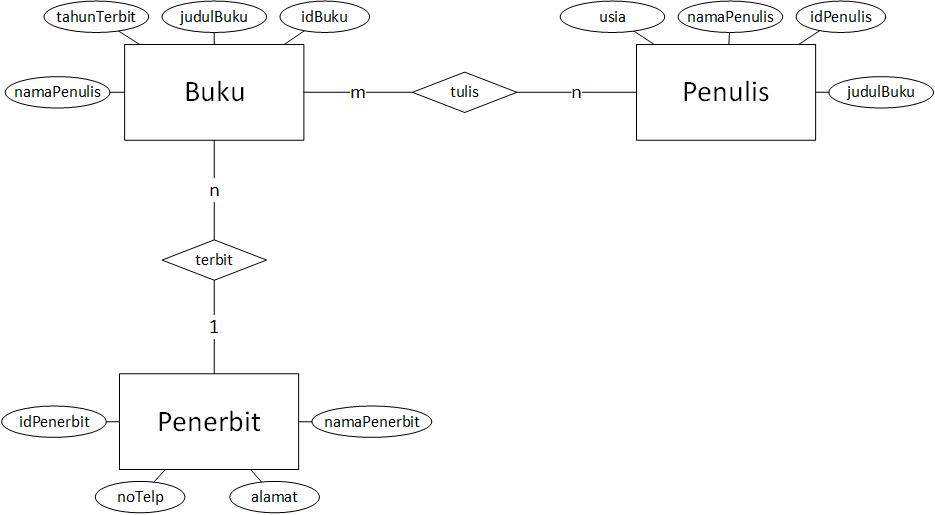 tahunTerbit judulBuku idBuku usia namaPenulis idPenulis
namaPenulis Buku m tulis n Penulis judulBuku
n
terbit
1
idPenerbit Penerbit namaPenerbit
noTelp alamat